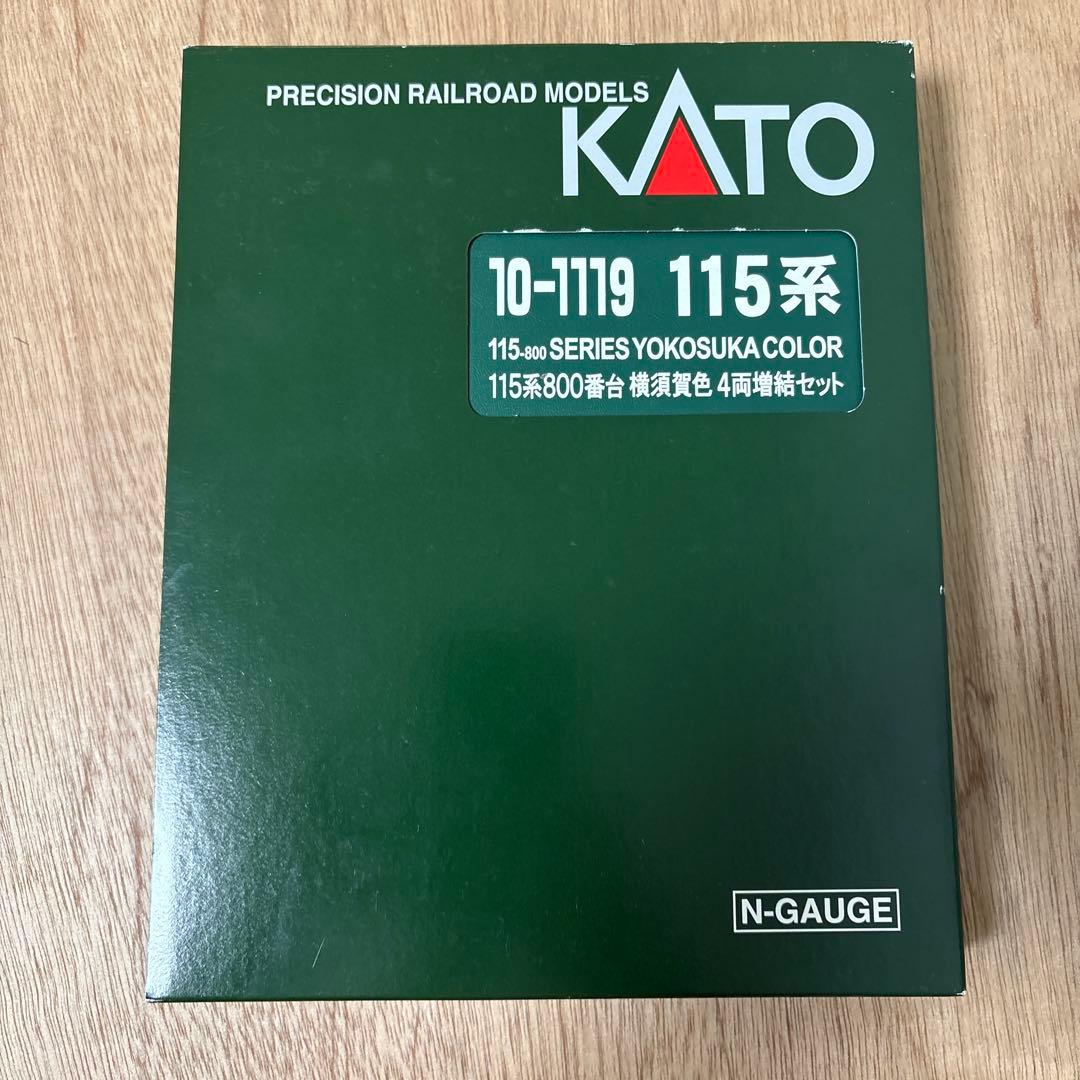 PRECISION RAILROAD MODELS
KATO
10-1119 115系
115-800 SERIES YOKOSUKA COLOR
115系800番台 横須賀色 4両増結セット
N-GAUGE